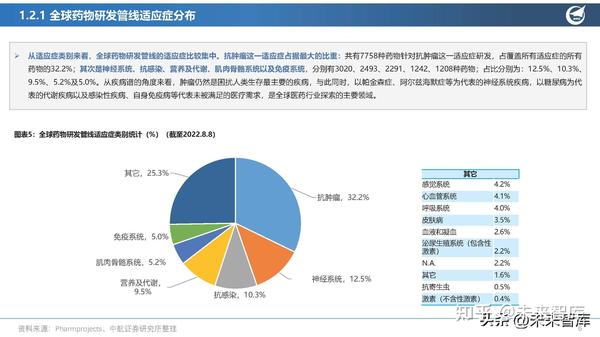 1.2.1 全球药物研发管线适应症分布
从适应症类别来看，全球药物研发管线的适应症比较集中。抗肿瘤这一适应症占据最大的比重：共有7758种药物针对抗肿瘤这一适应症研发，占覆盖所有适应症的所有
药物的32.2%；其次是神经系统、抗感染、营养及代谢、肌肉骨骼系统以及免疫系统，分别有3020、2493、2291、1242、1208种药物；占比分别为：12.5%、10.3%、
9.5%、5.2%及5.0%。从疾病谱的角度来看，肿瘤仍然是困扰人类生存最主要的疾病，与此同时，以帕金森症、阿尔兹海默症等为代表的神经系统疾病，以糖尿病为代
表的代谢疾病以及感染性疾病、自身免疫病等代表未被满足的医疗需求，是全球医药行业探索的主要领域。
图表5：全球药物研发管线适应症类别统计（%）（截至2022.8.8）
其它，25.3%
抗肿瘤，32.2%
免疫系统，5.0%
肌肉骨骼系统，5.2%
营养及代谢，
9.5%
抗感染，10.3%
神经系统，12.5%
其它
感觉系统 4.2%
心血管系统 4.1%
呼吸系统 4.0%
皮肤病 3.5%
血液和凝血 2.6%
泌尿生殖系统（包含性
激素） 2.2%
N.A. 2.2%
其它 1.6%
抗寄生虫 0.5%
激素（不含性激素） 0.4%
资料来源：Pharmprojects、中航证券研究所整理
知乎 @未来智库
头条 @未来智库